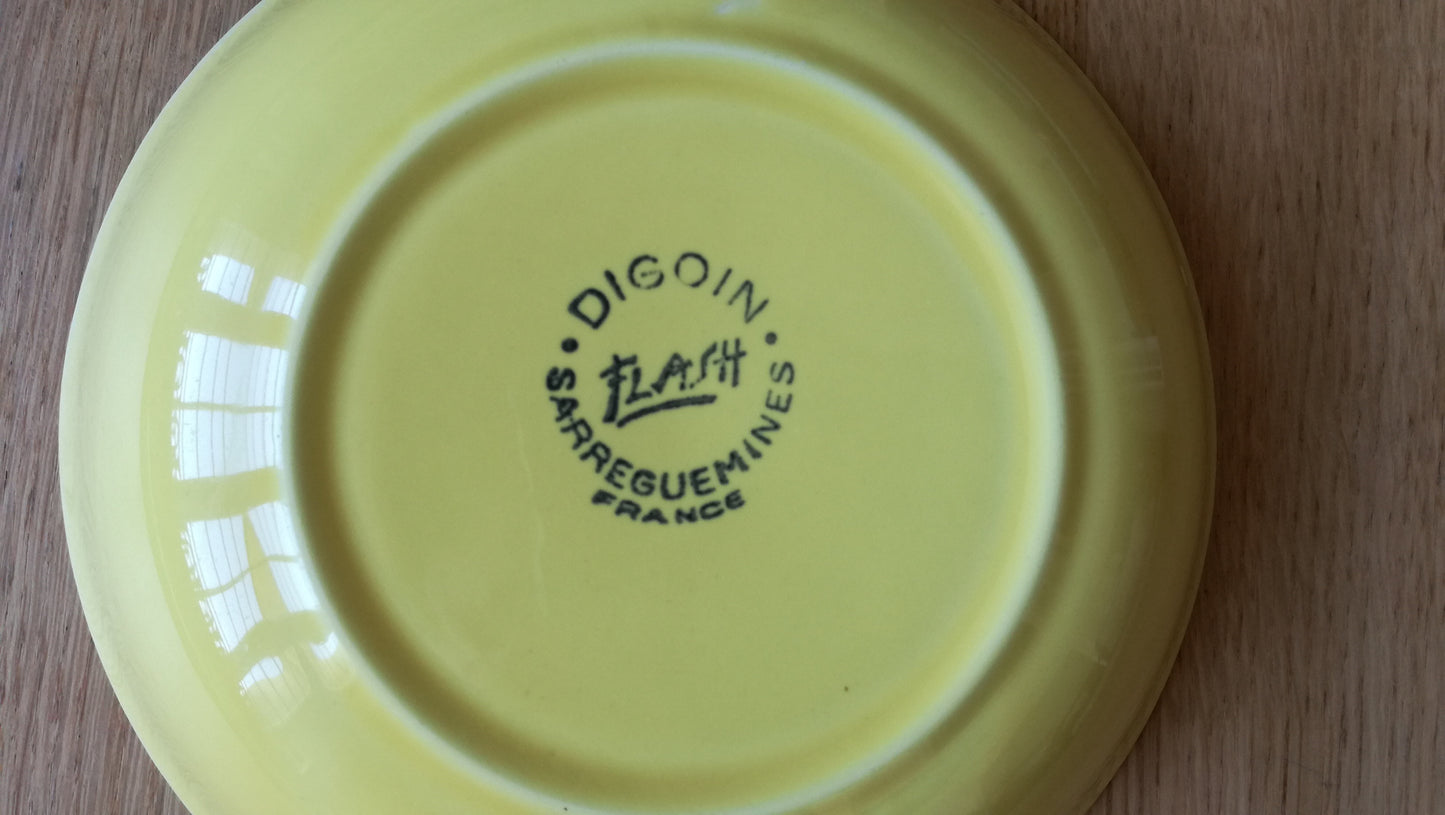 DIGOIN
FLASH
SARREGUEMINES
FRANCE